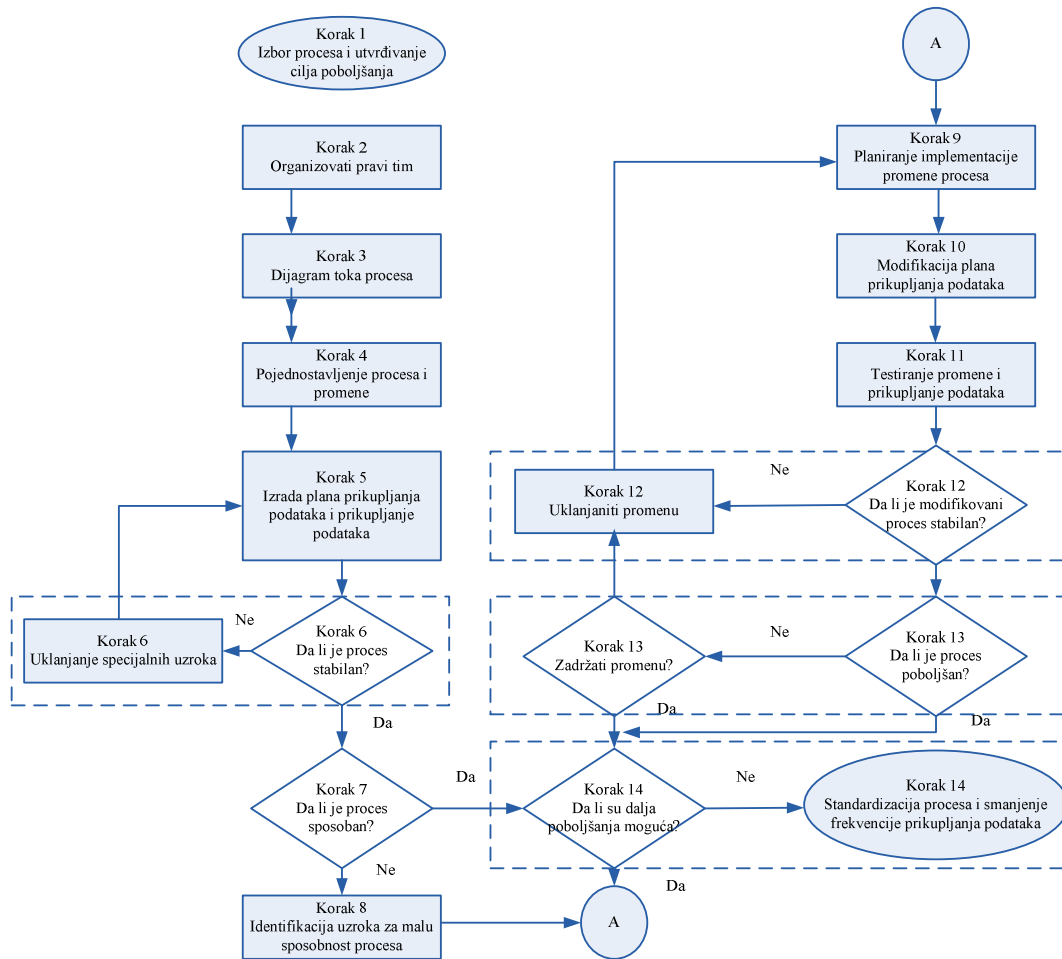 Korak 1
Izbor procesa i utvrđivanje
cilja poboljšanja
Korak 2
Organizovati pravi tim
Korak 3
Dijagram toka procesa
Korak 4
Pojednostavljenje procesa i
promene
Korak 5
Izrada plana prikupljanja
podataka i prikupljanje
podataka
Ne
Korak 6
Uklanjanje specijalnih uzroka
Korak 6
Da li je proces
stabilan?
Da
Korak 7
Da li je proces
sposoban?
Da
Ne
Korak 8
Identifikacija uzroka za malu
sposobnost procesa
A
Korak 9
Planiranje implementacije
promene procesa
Korak 10
Modifikacija plana
prikupljanja podataka
Korak 11
Testiranje promene i
prikupljanje podataka
Ne
Korak 12
Uklanjaniti promenu
Korak 12
Da li je modifikovani
proces stabilan?
Korak 13
Zadržati promenu?
Ne
Korak 13
Da li je proces
poboljšan?
Da
Da
Korak 14
Da li su dalja
poboljšanja moguća?
Ne
Korak 14
Standardizacija procesa i smanjenje
frekvencije prikupljanja podataka
Da
A